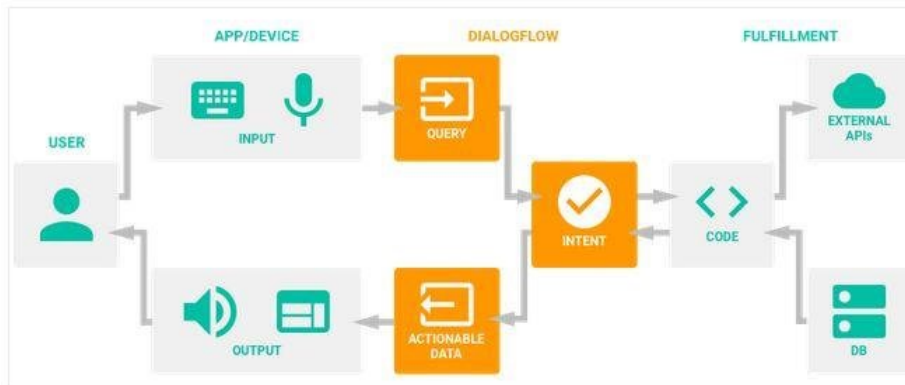 APP/DEVICE
DIALOGFLOW
FULFILLMENT
INPUT
QUERY
EXTERNAL
APIs
USER
INTENT
CODE
OUTPUT
ACTIONABLE
DATA
DB